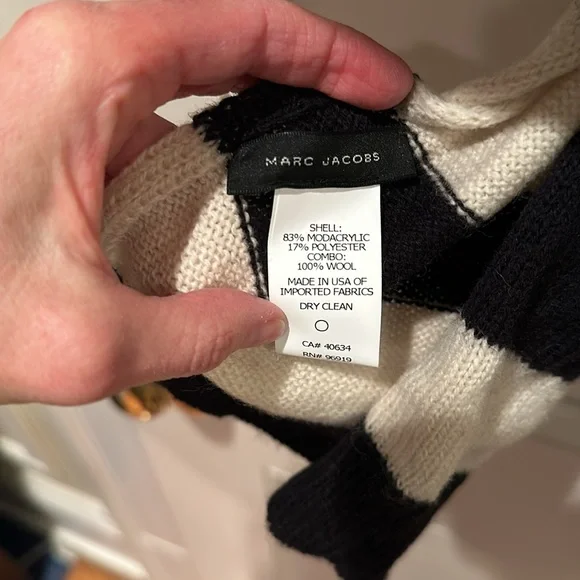 MARC JACOBS
SHELL:
83% MODACRYLIC
17% POLYESTER
COMBO:
100% WOOL
MADE IN USA OF
IMPORTED FABRICS
DRY CLEAN
CA# 40634
RN# 96919